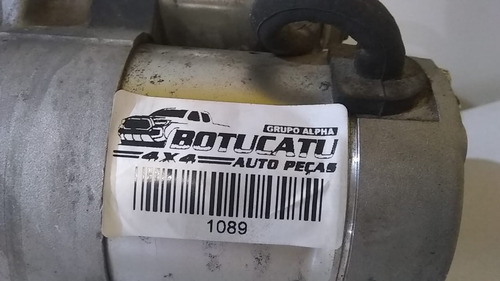 GRUPO ALPHA
BOTUCATU
4X4 AUTO PEÇAS
1089